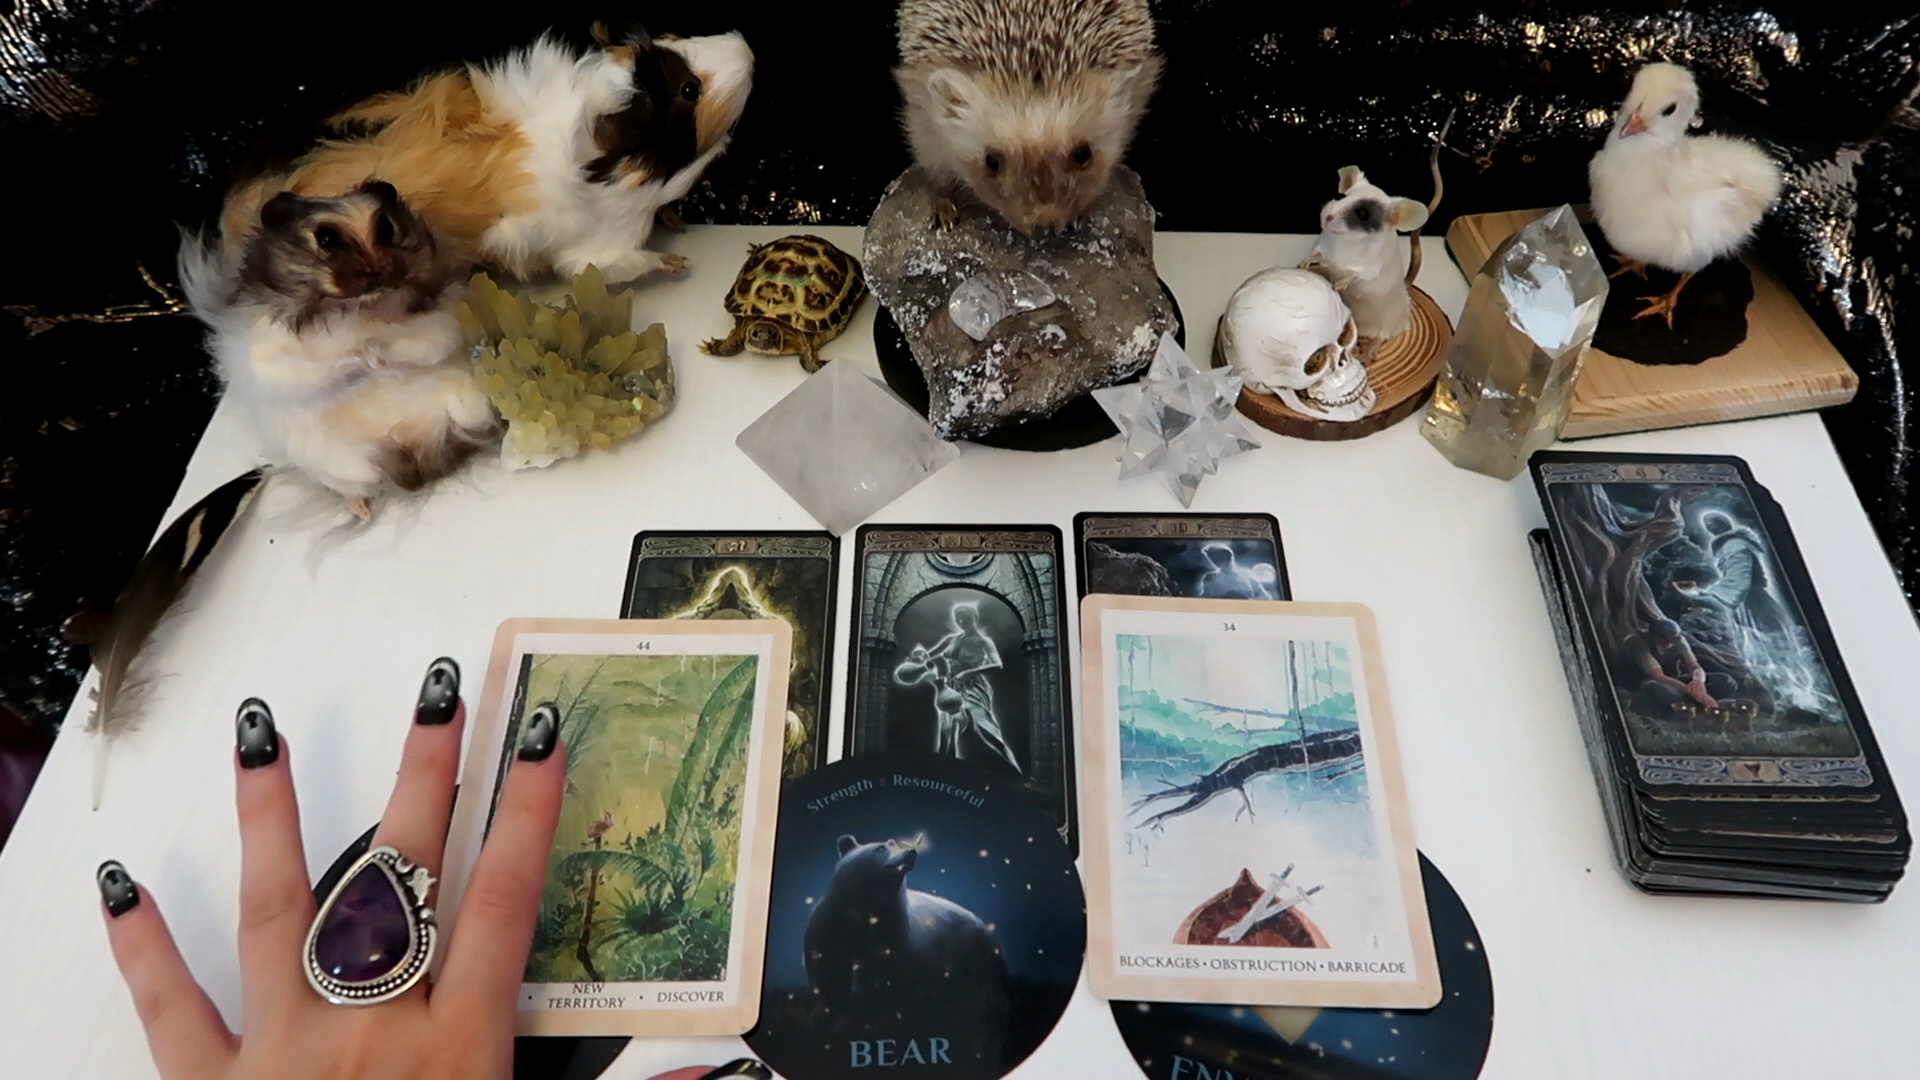 44
NEW
TERRITORY • DISCOVER
Strength • Resourceful
BEAR
34
BLOCKAGES • OBSTRUCTION • BARRICADE